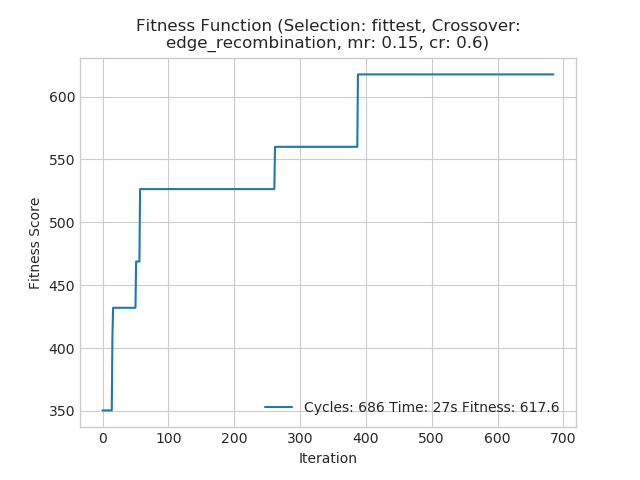 Fitness Function (Selection: fittest, Crossover:
edge_recombination, mr: 0.15, cr: 0.6)
Fitness Score
600
550
500
450
400
350
Cycles: 686 Time: 27s Fitness: 617.6
0 100 200 300 400 500 600 700
Iteration